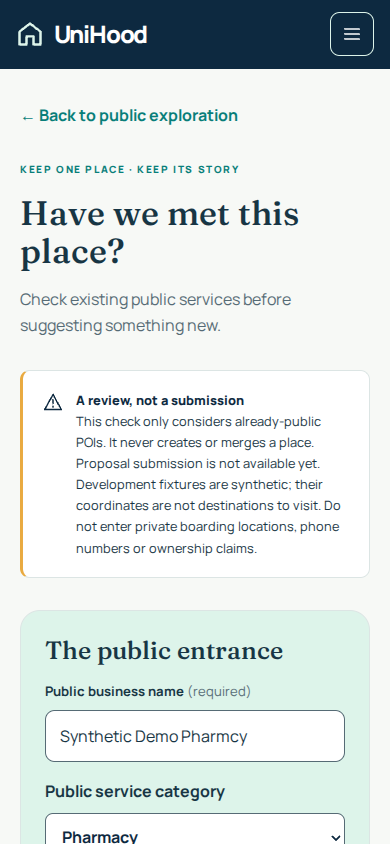 UniHood
← Back to public exploration
KEEP ONE PLACE · KEEP ITS STORY
Have we met this
place?
Check existing public services before
suggesting something new.
A review, not a submission
This check only considers already-public
POIs. It never creates or merges a place.
Proposal submission is not available yet.
Development fixtures are synthetic; their
coordinates are not destinations to visit. Do
not enter private boarding locations, phone
numbers or ownership claims.
The public entrance
Public business name (required)
Synthetic Demo Pharmcy
Public service category
Pharmacy